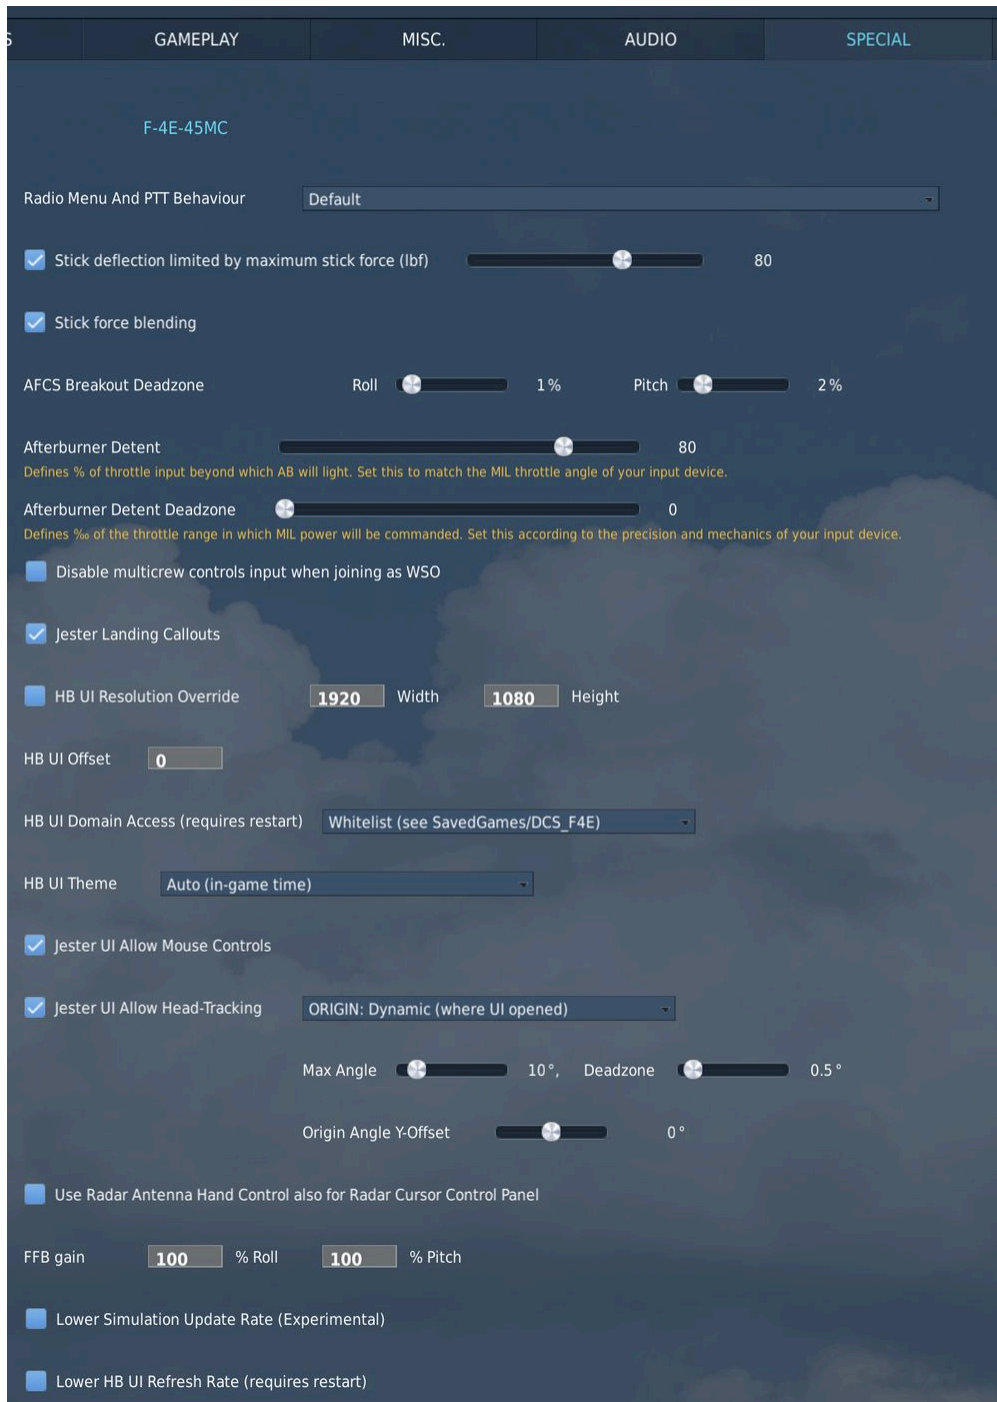 S GAMEPLAY MISC. AUDIO SPECIAL
F-4E-45MC
Radio Menu And PTT Behaviour Default
Stick deflection limited by maximum stick force (lbf) 80
Stick force blending
AFCS Breakout Deadzone Roll 1% Pitch 2%
Afterburner Detent 80
Defines % of throttle input beyond which AB will light. Set this to match the MIL throttle angle of your input device.
Afterburner Detent Deadzone 0
Defines ‰ of the throttle range in which MIL power will be commanded. Set this according to the precision and mechanics of your input device.
Disable multicrew controls input when joining as WSO
Jester Landing Callouts
HB UI Resolution Override 1920 Width 1080 Height
HB UI Offset 0
HB UI Domain Access (requires restart) Whitelist (see SavedGames/DCS_F4E)
HB UI Theme Auto (in-game time)
Jester UI Allow Mouse Controls
Jester UI Allow Head-Tracking ORIGIN: Dynamic (where UI opened)
Max Angle 10°, Deadzone 0.5°
Origin Angle Y-Offset 0°
Use Radar Antenna Hand Control also for Radar Cursor Control Panel
FFB gain 100 % Roll 100 % Pitch
Lower Simulation Update Rate (Experimental)
Lower HB UI Refresh Rate (requires restart)